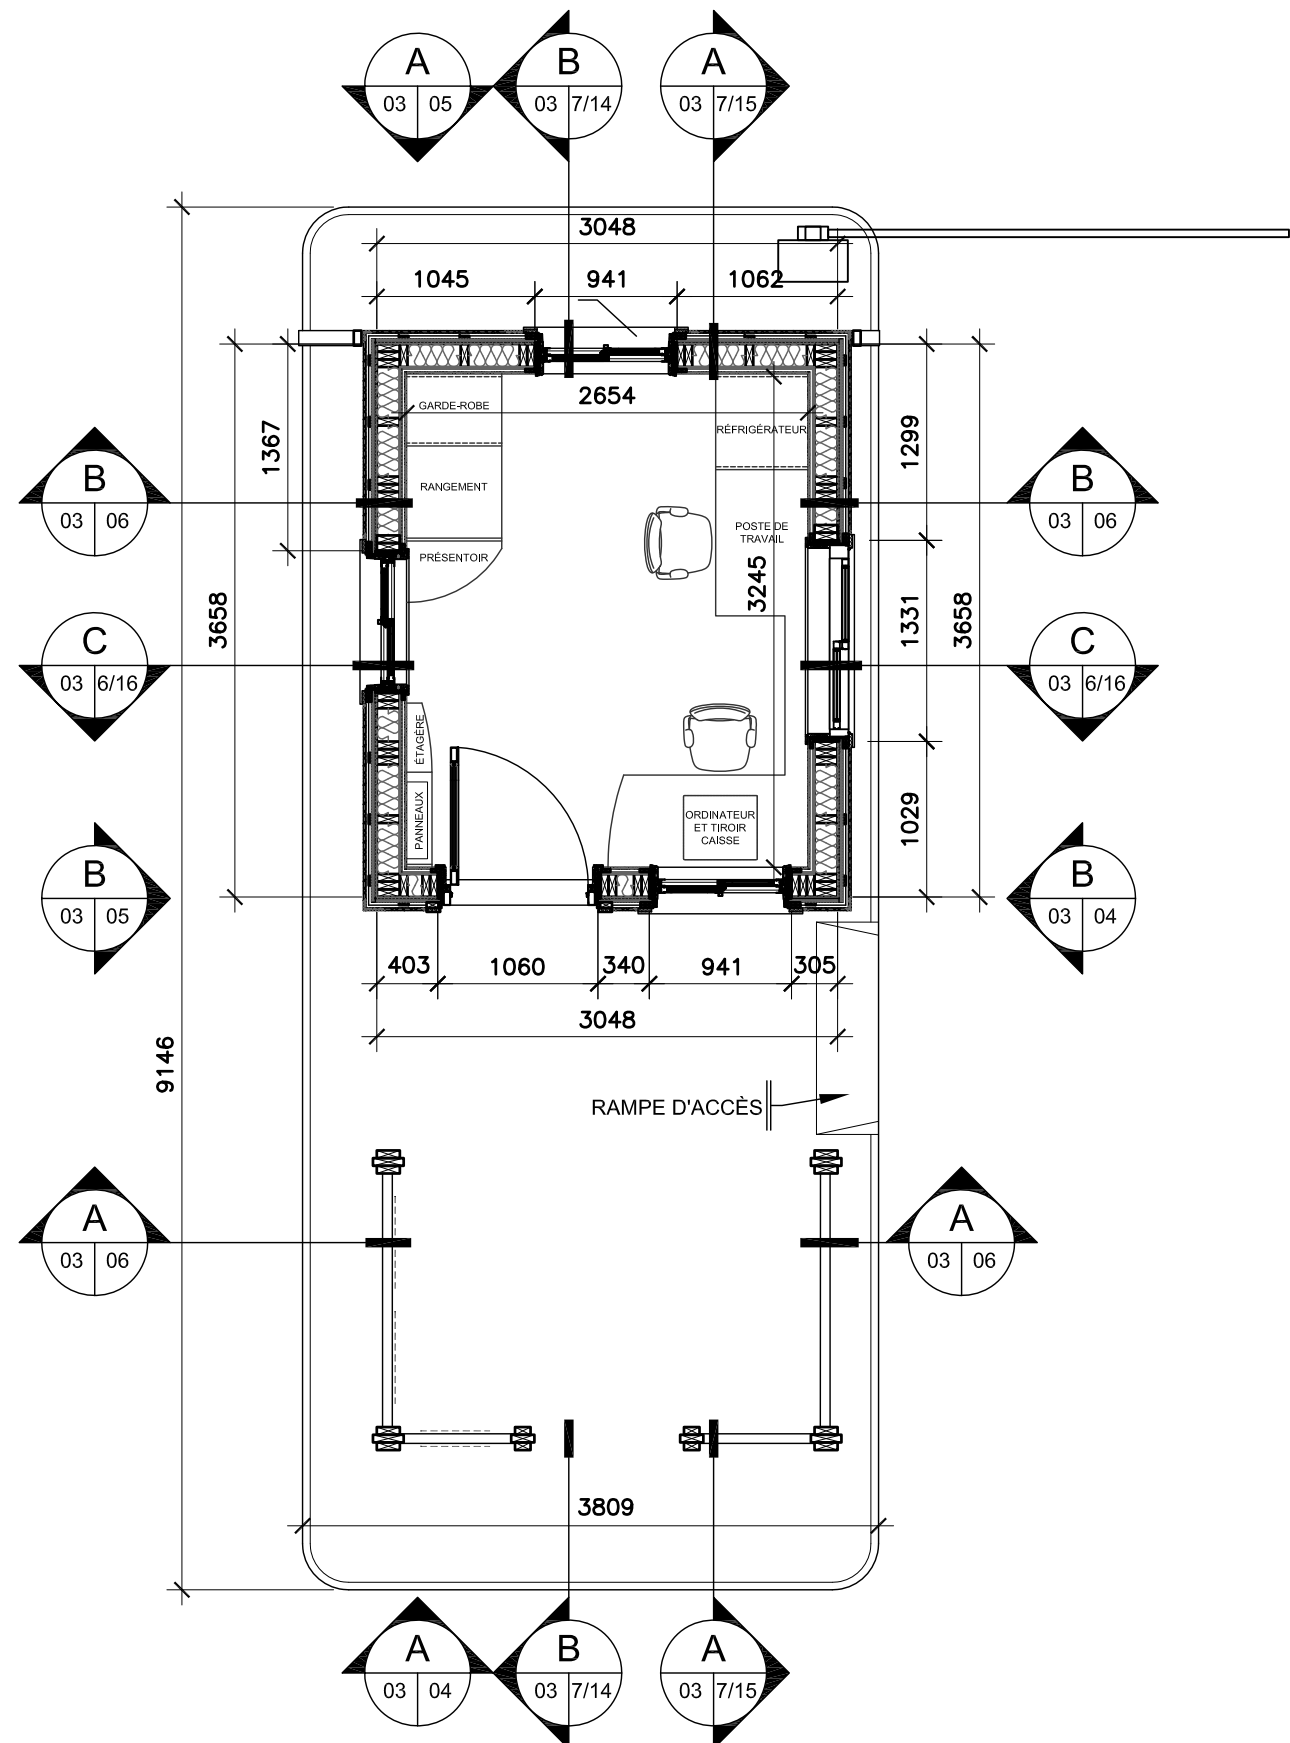 A
03 05
B
03 7/14
A
03 7/15
3048
1045
941
1062
2654
GARDE-ROBE
RÉFRIGÉRATEUR
1367
1299
RANGEMENT
B
03 06
B
03 06
POSTE DE
TRAVAIL
PRÉSENTOIR
3245
3658
1331
3658
C
03 6/16
C
03 6/16
ÉTAGÈRE
PANNEAUX
ORDINATEUR
ET TIROIR
CAISSE
1029
B
03 05
B
03 04
403
1060
340
941
305
3048
9146
RAMPE D'ACCÈS
A
03 06
A
03 06
3809
A
03 04
B
03 7/14
A
03 7/15